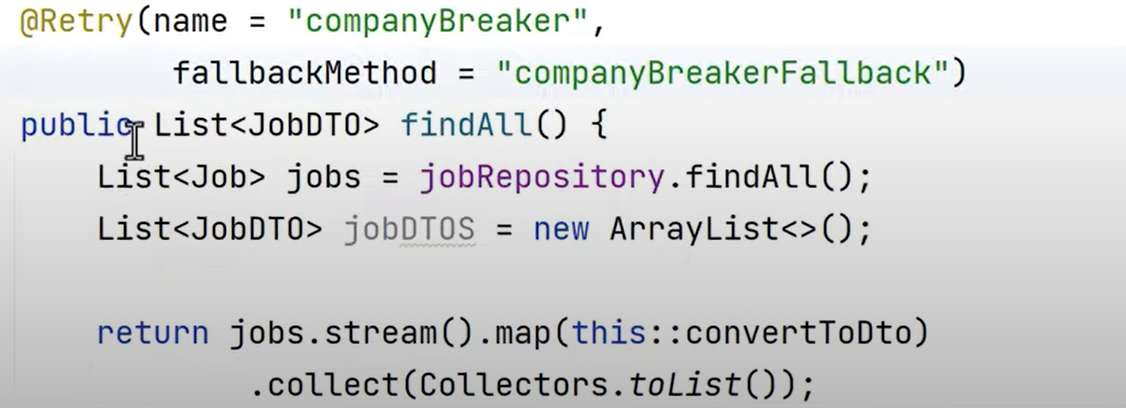 @Retry(name = "companyBreaker",
fallbackMethod = "companyBreakerFallback")
public List<JobDTO> findAll() {
List<Job> jobs = jobRepository.findAll();
List<JobDTO> jobDTOS = new ArrayList<>();
return jobs.stream().map(this::convertToDto)
.collect(Collectors.toList());